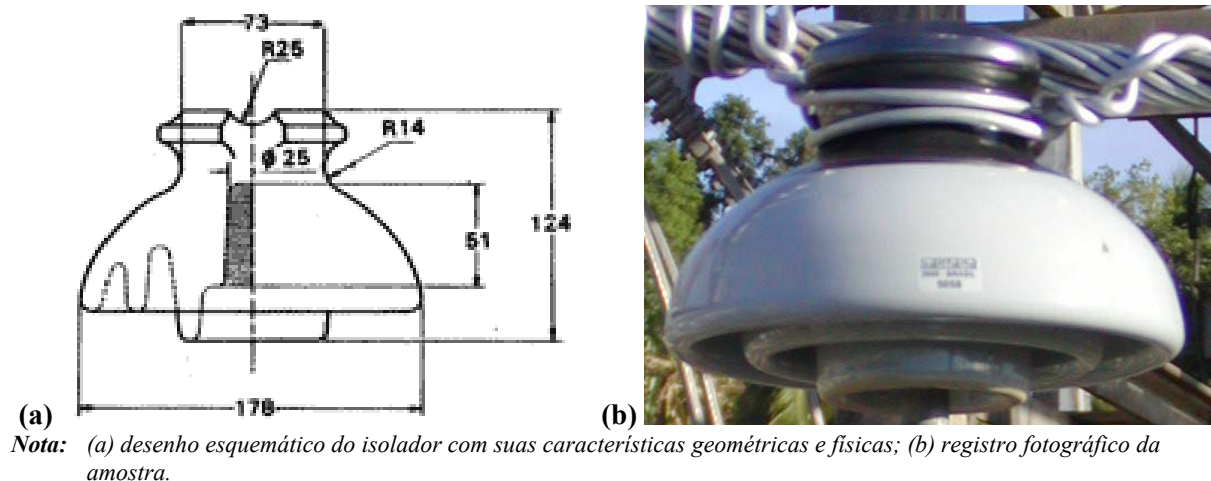 73
R25
R14
ϕ 25
51
124
178
(a)
(b)
Nota: (a) desenho esquemático do isolador com suas características geométricas e físicas; (b) registro fotográfico da
amostra.